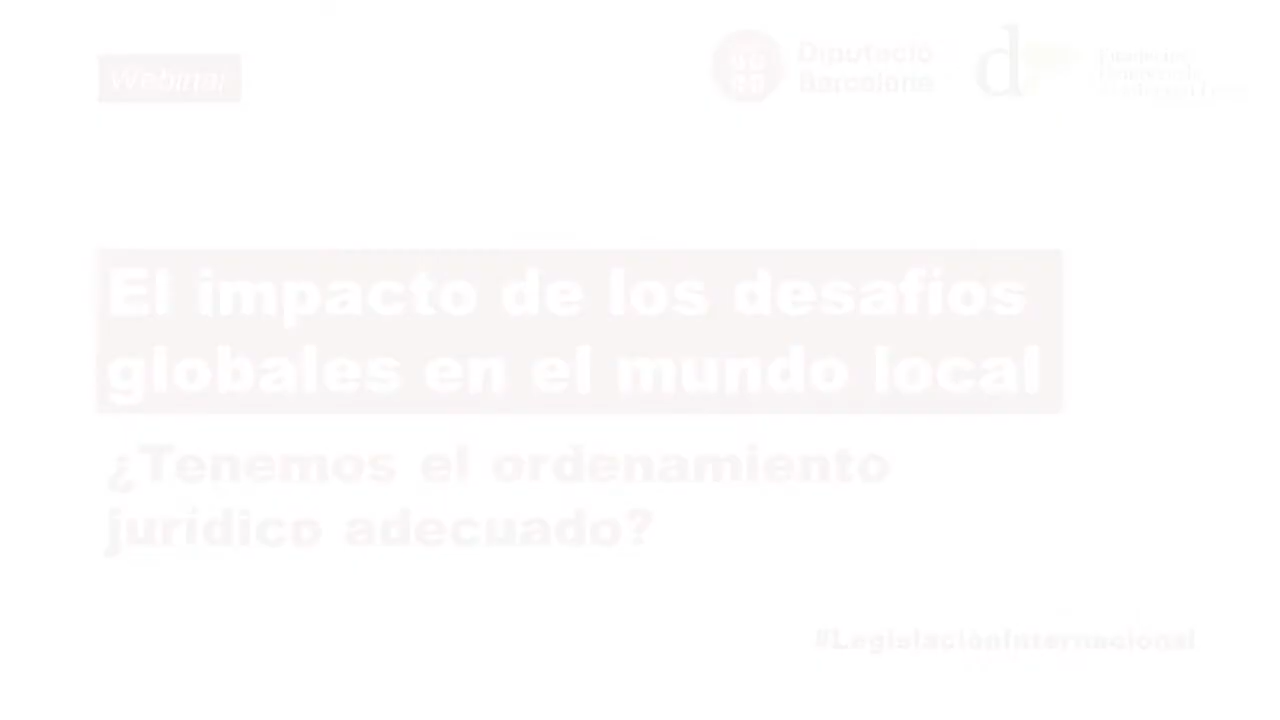 Webinar
Diputació
Barcelona
d
El impacto de los desafíos
globales en el mundo local
¿Tenemos el ordenamiento
jurídico adecuado?
#LegislaciónInternacional